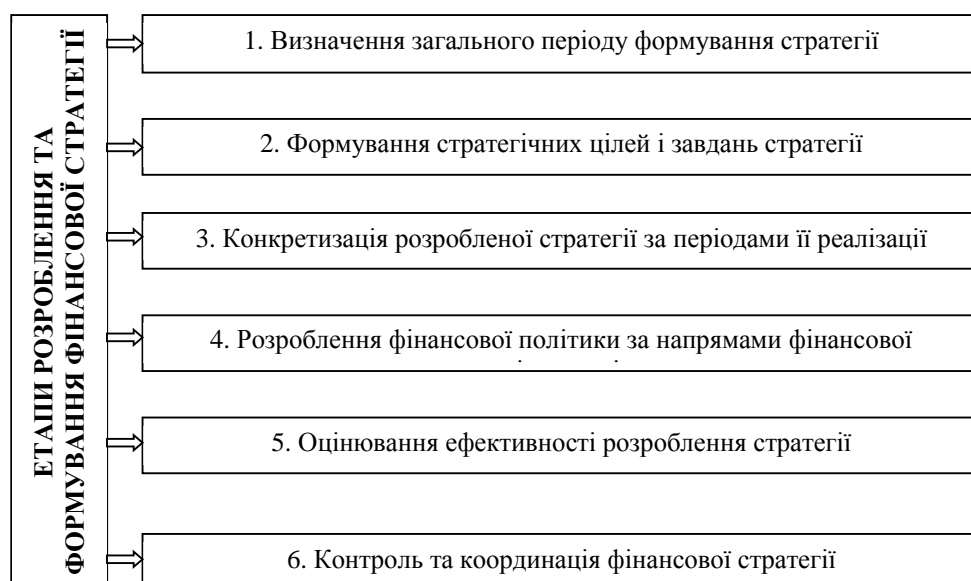 ЕТАПИ РОЗРОБЛЕННЯ ТА
ФОРМУВАННЯ ФІНАНСОВОЇ СТРАТЕГІЇ
1. Визначення загального періоду формування стратегії
2. Формування стратегічних цілей і завдань стратегії
3. Конкретизація розробленої стратегії за періодами її реалізації
4. Розроблення фінансової політики за напрямами фінансової
5. Оцінювання ефективності розроблення стратегії
6. Контроль та координація фінансової стратегії